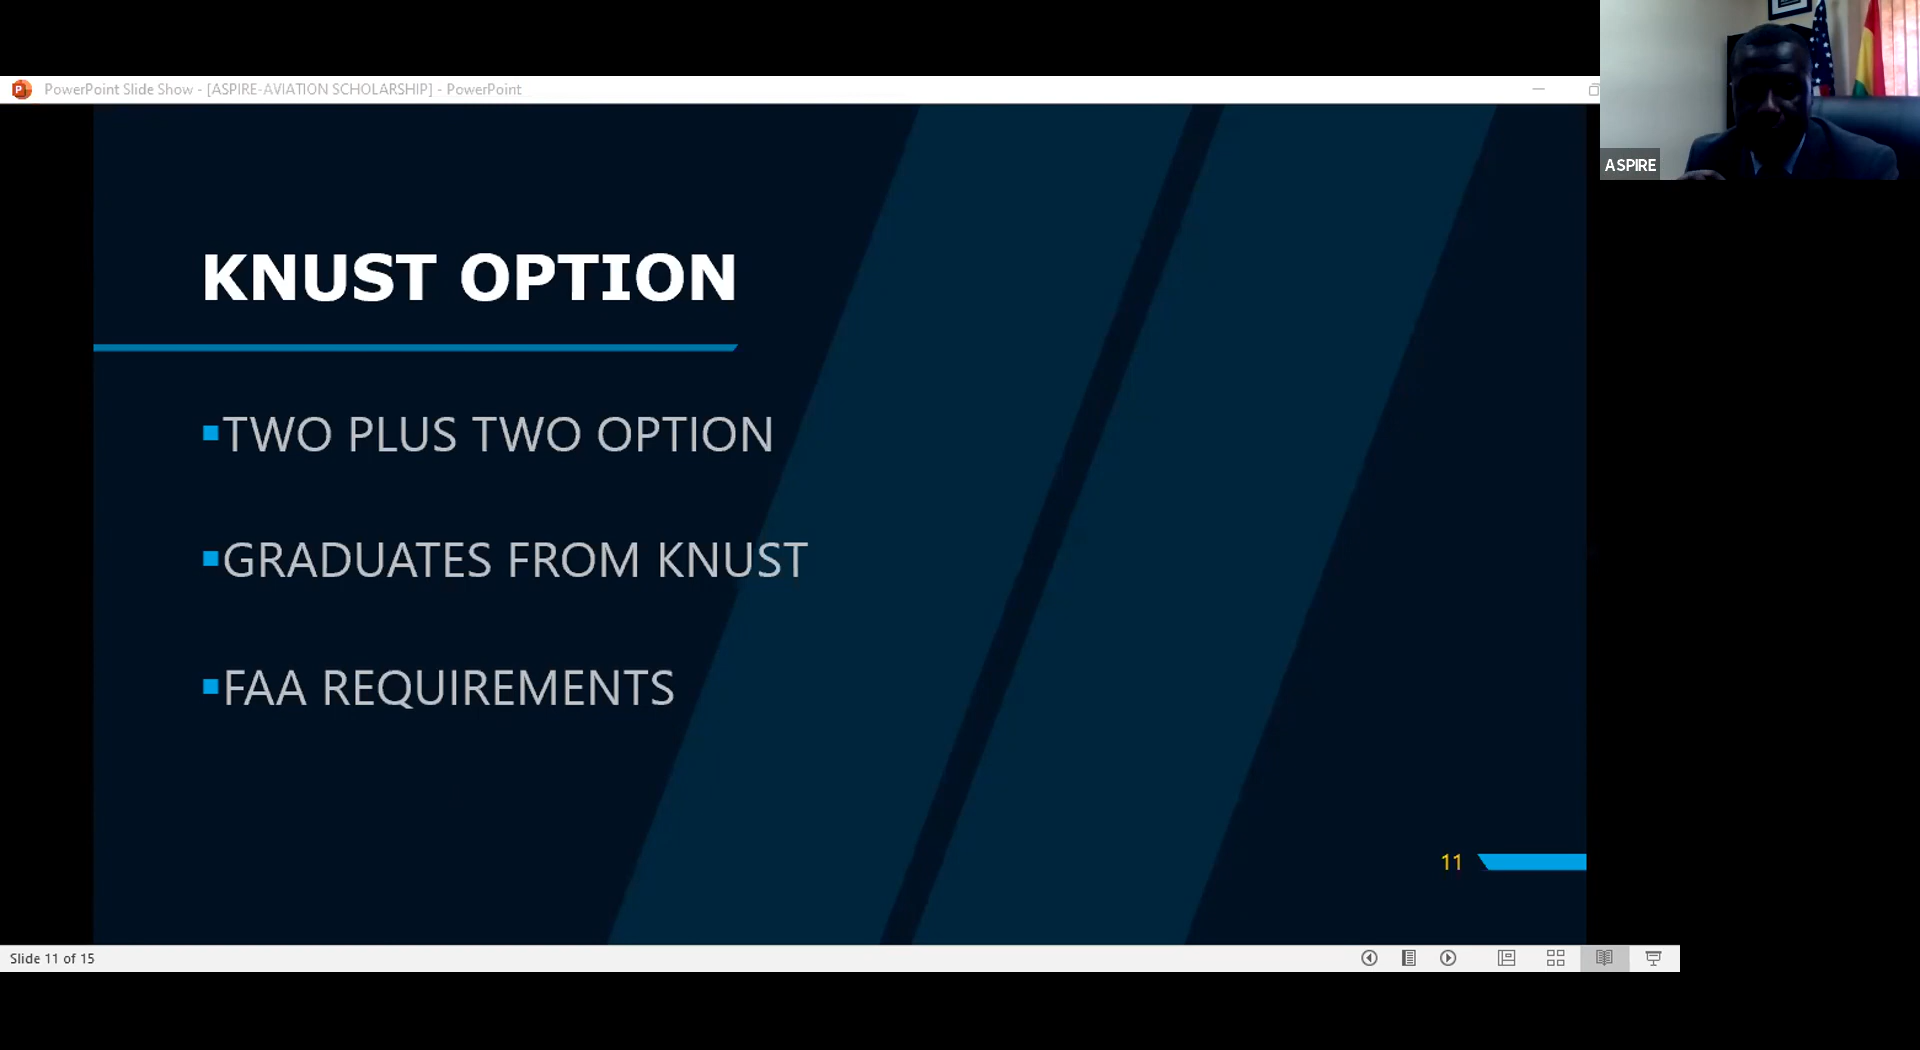 PowerPoint Slide Show - [ASPIRE-AVIATION SCHOLARSHIP] - PowerPoint
ASPIRE
KNUST OPTION
TWO PLUS TWO OPTION
GRADUATES FROM KNUST
FAA REQUIREMENTS
11
Slide 11 of 15